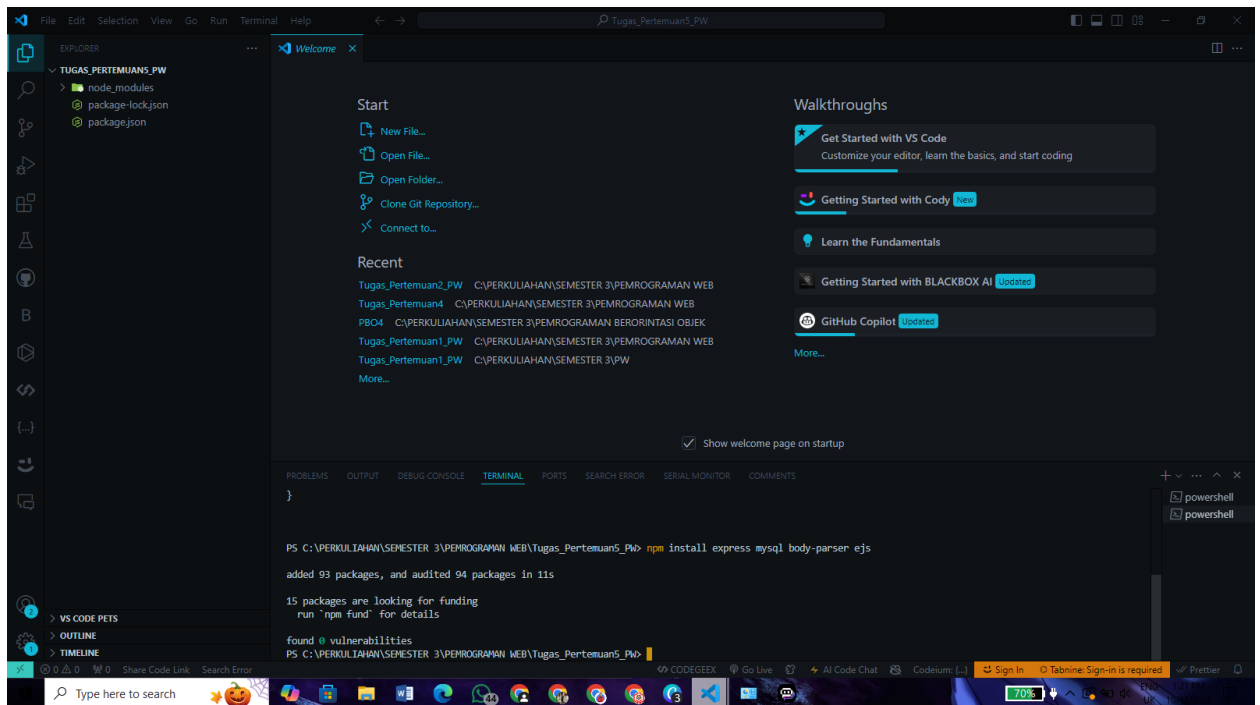 File Edit Selection View Go Run Terminal Help
Tugas_Pertemuan5_PW
EXPLORER
TUGAS_PERTEMUAN5_PW
node_modules
package-lock.json
package.json
VS CODE PETS
OUTLINE
TIMELINE
Welcome
Start
New File...
Open File...
Open Folder...
Clone Git Repository...
Connect to...
Recent
Tugas_Pertemuan2_PW C:\PERKULIAHAN\SEMESTER 3\PEMROGRAMAN WEB
Tugas_Pertemuan4 C:\PERKULIAHAN\SEMESTER 3\PEMROGRAMAN WEB
PBO4 C:\PERKULIAHAN\SEMESTER 3\PEMROGRAMAN BERORINTASI OBJEK
Tugas_Pertemuan1_PW C:\PERKULIAHAN\SEMESTER 3\PEMROGRAMAN WEB
Tugas_Pertemuan1_PW C:\PERKULIAHAN\SEMESTER 3\PW
More...
Walkthroughs
Get Started with VS Code
Customize your editor, learn the basics, and start coding
Getting Started with Cody New
Learn the Fundamentals
Getting Started with BLACKBOX AI Updated
GitHub Copilot Updated
More...
Show welcome page on startup
PROBLEMS OUTPUT DEBUG CONSOLE TERMINAL PORTS SEARCH ERROR SERIAL MONITOR COMMENTS
}
PS C:\PERKULIAHAN\SEMESTER 3\PEMROGRAMAN WEB\Tugas_Pertemuan5_PW> npm install express mysql body-parser ejs
added 93 packages, and audited 94 packages in 11s
15 packages are looking for funding
run `npm fund` for details
found 0 vulnerabilities
PS C:\PERKULIAHAN\SEMESTER 3\PEMROGRAMAN WEB\Tugas_Pertemuan5_PW>
powershell
powershell
0 0 0 Share Code Link Search Error CODEGEEX Go Live AI Code Chat Codeium: {...} Sign In Tabnine: Sign-in is required Prettier
Type here to search
70%
ENG